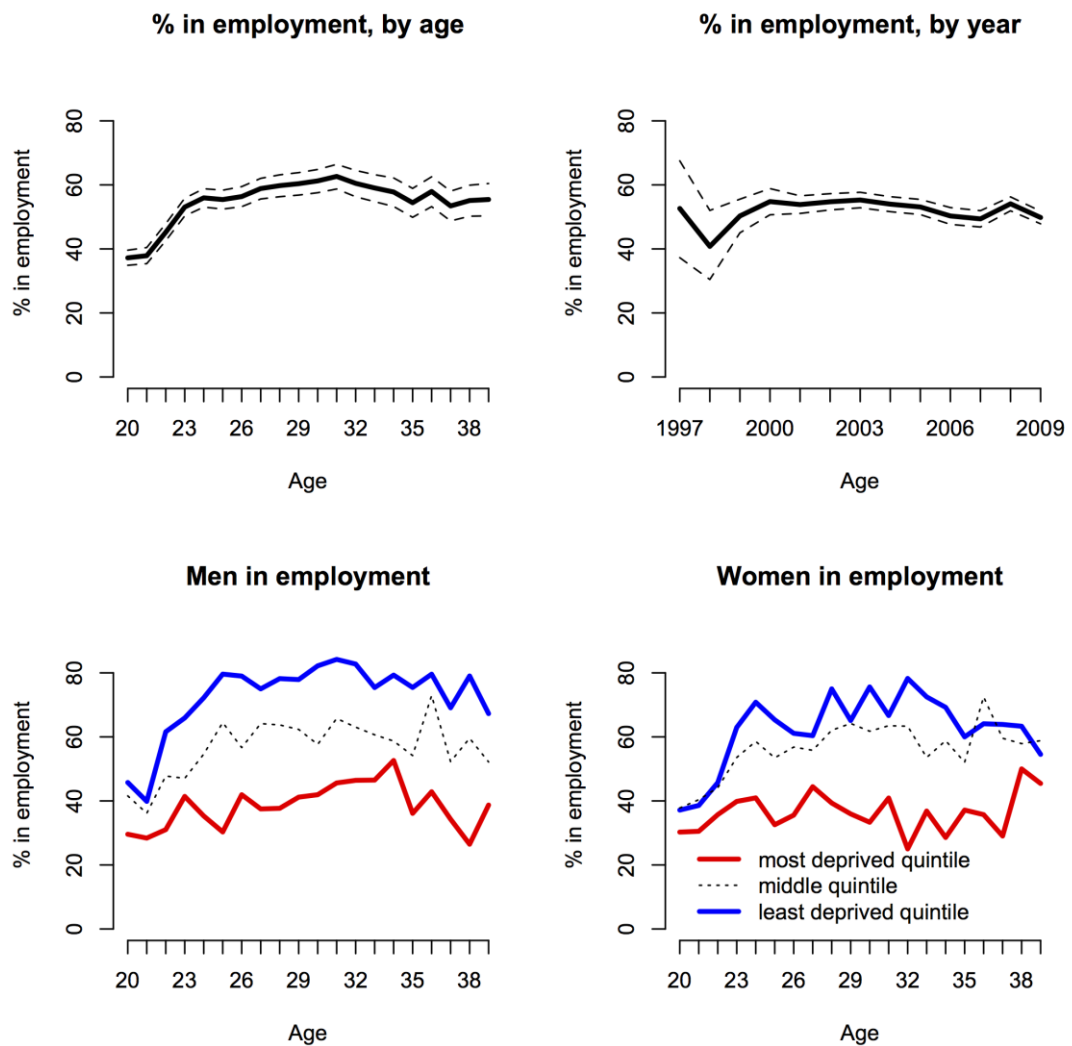 % in employment, by age
% in employment
80
60
40
20
0
20 23 26 29 32 35 38
Age
% in employment, by year
% in employment
80
60
40
20
0
1997 2000 2003 2006 2009
Age
Men in employment
% in employment
80
60
40
20
0
20 23 26 29 32 35 38
Age
Women in employment
% in employment
80
60
40
20
0
most deprived quintile
middle quintile
least deprived quintile
20 23 26 29 32 35 38
Age